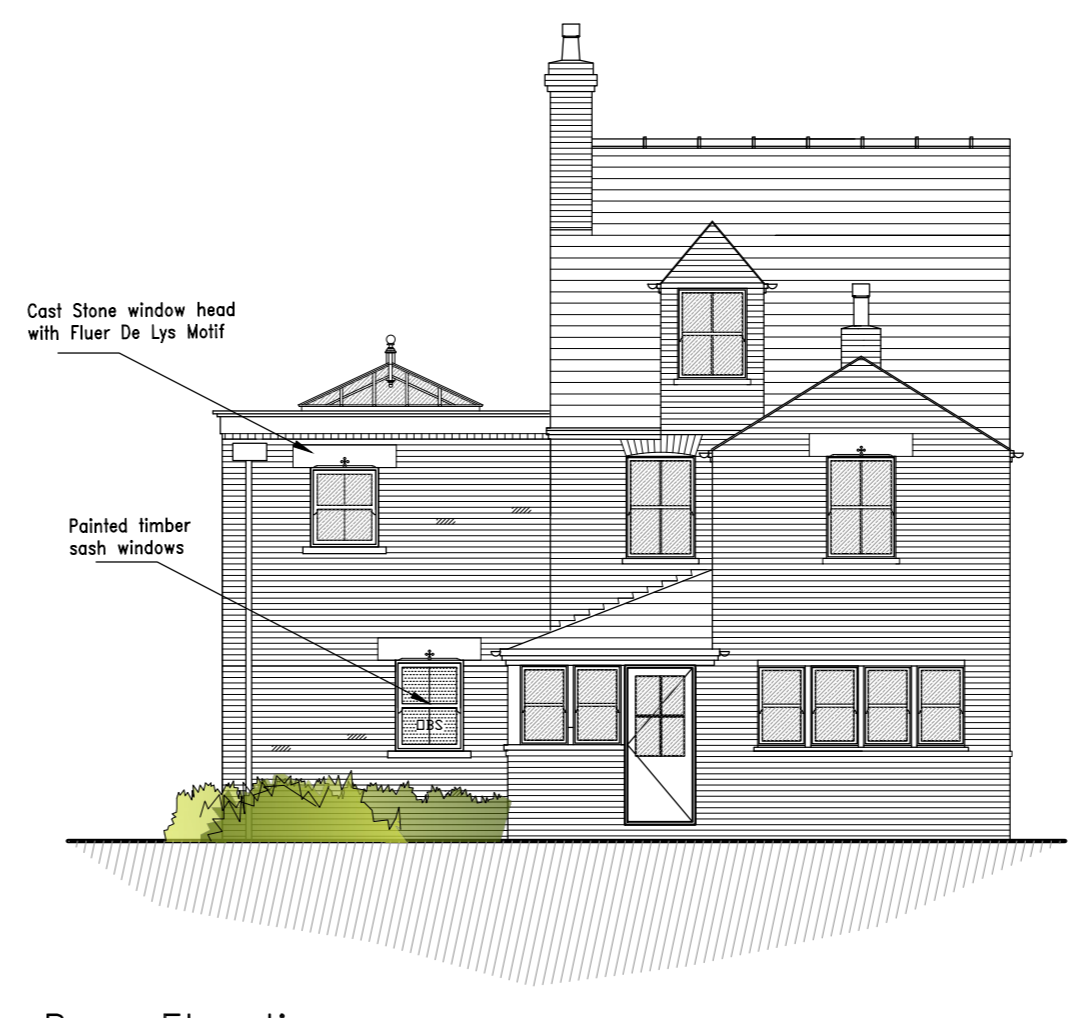 Cast Stone window head
with Fluer De Lys Motif
Painted timber
sash windows
OBS